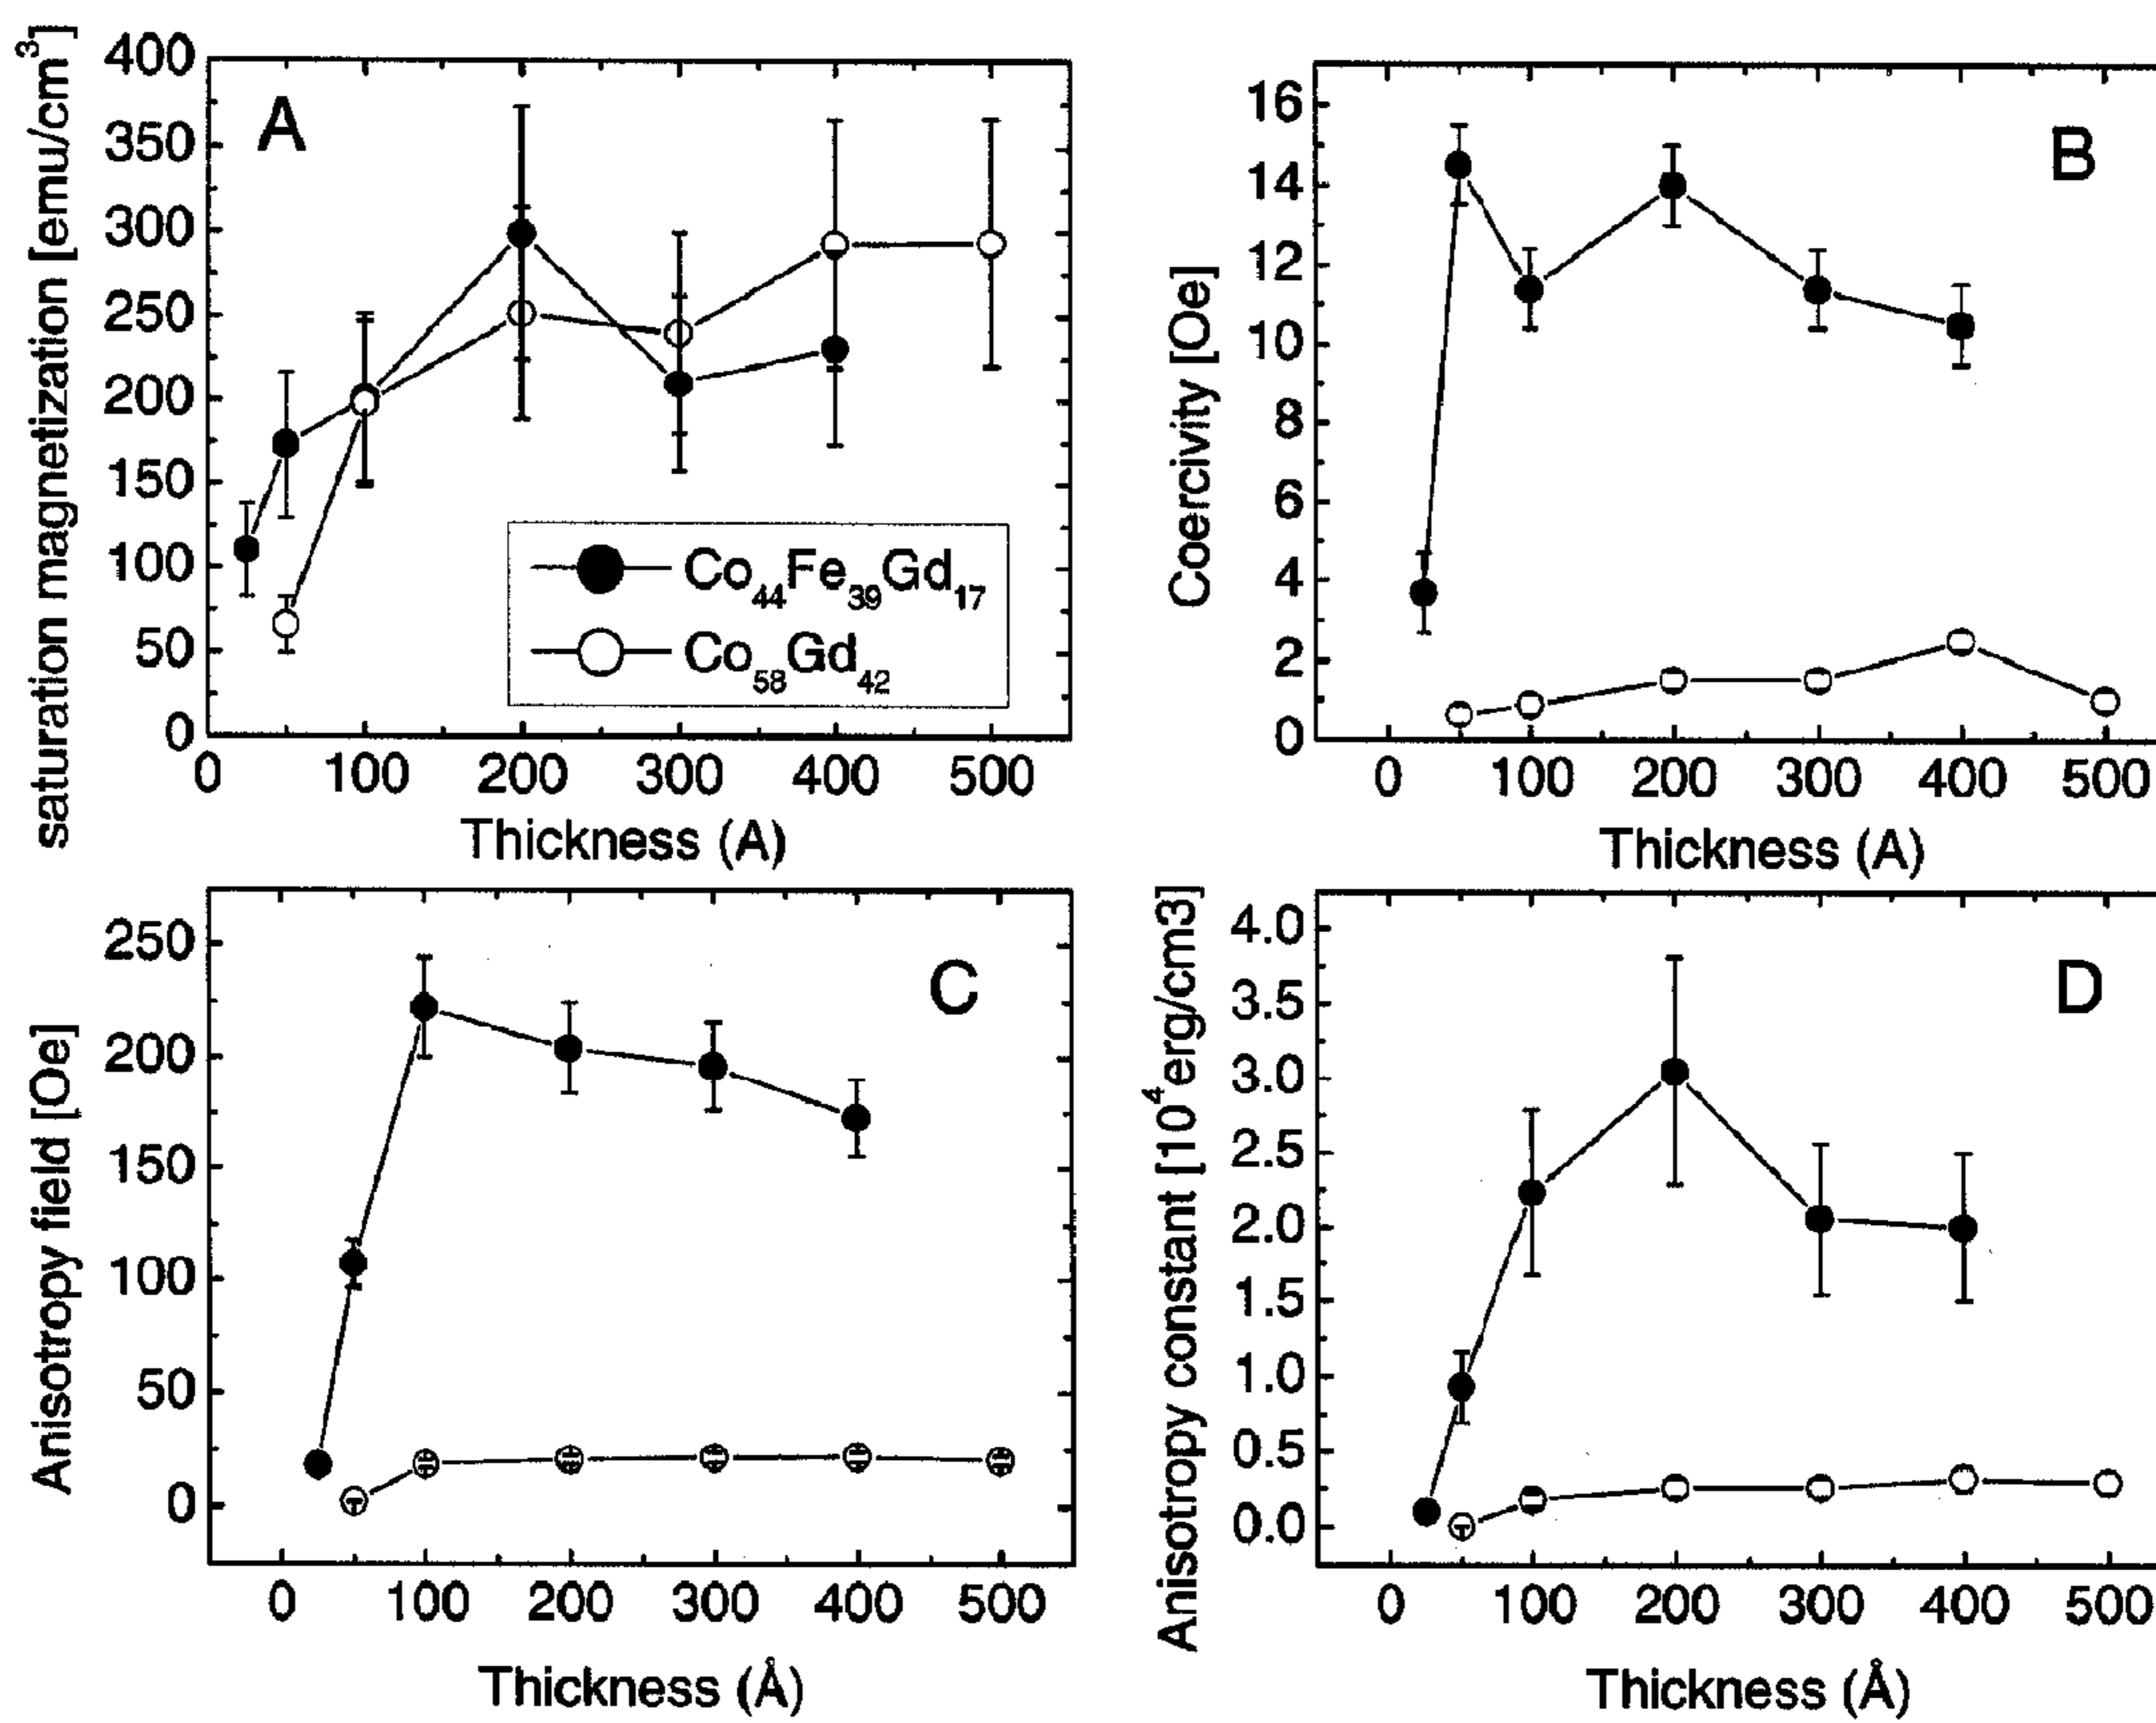 saturation magnetization [emu/cm³]
400
350
300
250
200
150
100
50
0
A
Co₄₄Fe₃₉Gd₁₇
Co₅₈Gd₄₂
0 100 200 300 400 500
Thickness (A)
Coercivity [Oe]
16
14
12
10
8
6
4
2
0
B
0 100 200 300 400 500
Thickness (A)
Anisotropy field [Oe]
250
200
150
100
50
0
C
0 100 200 300 400 500
Thickness (Å)
Anisotropy constant [10⁴ erg/cm3]
4.0
3.5
3.0
2.5
2.0
1.5
1.0
0.5
0.0
D
0 100 200 300 400 500
Thickness (Å)